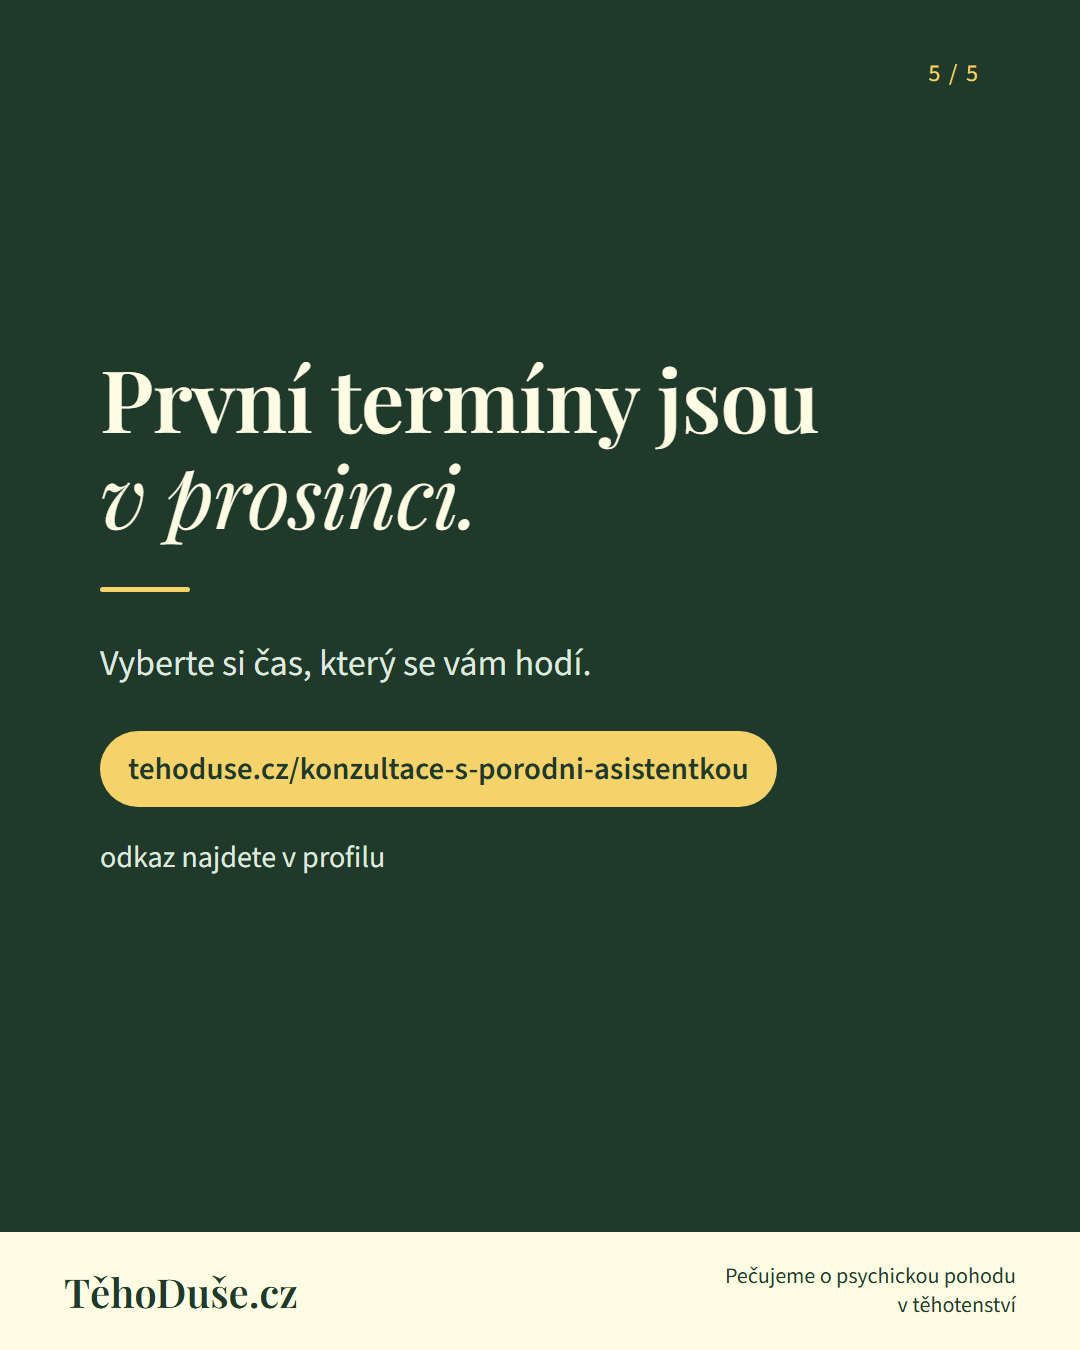 5 / 5
První termíny jsou
v prosinci.
Vyberte si čas, který se vám hodí.
tehoduse.cz/konzultace-s-porodni-asistentkou
odkaz najdete v profilu
TěhoDuše.cz
Pečujeme o psychickou pohodu
v těhotenství